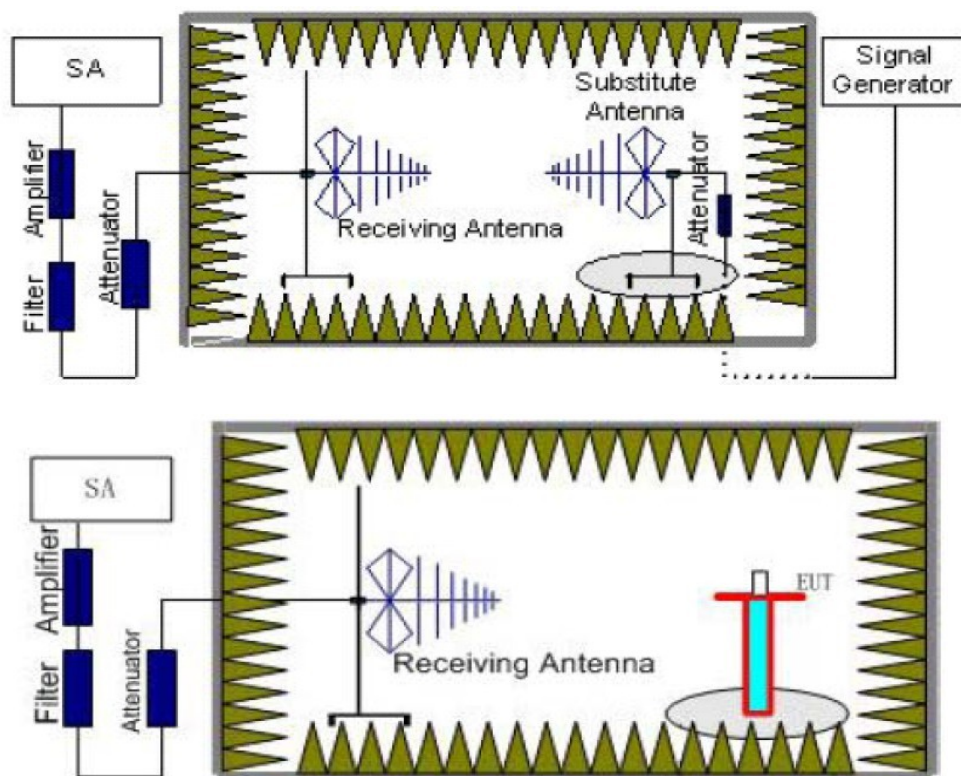 SA
Signal
Generator
Substitute
Antenna
Amplifier
Attenuator
Attenuator
Receiving Antenna
Filter
SA
Amplifier
EUT
Receiving Antenna
Filter
Attenuator